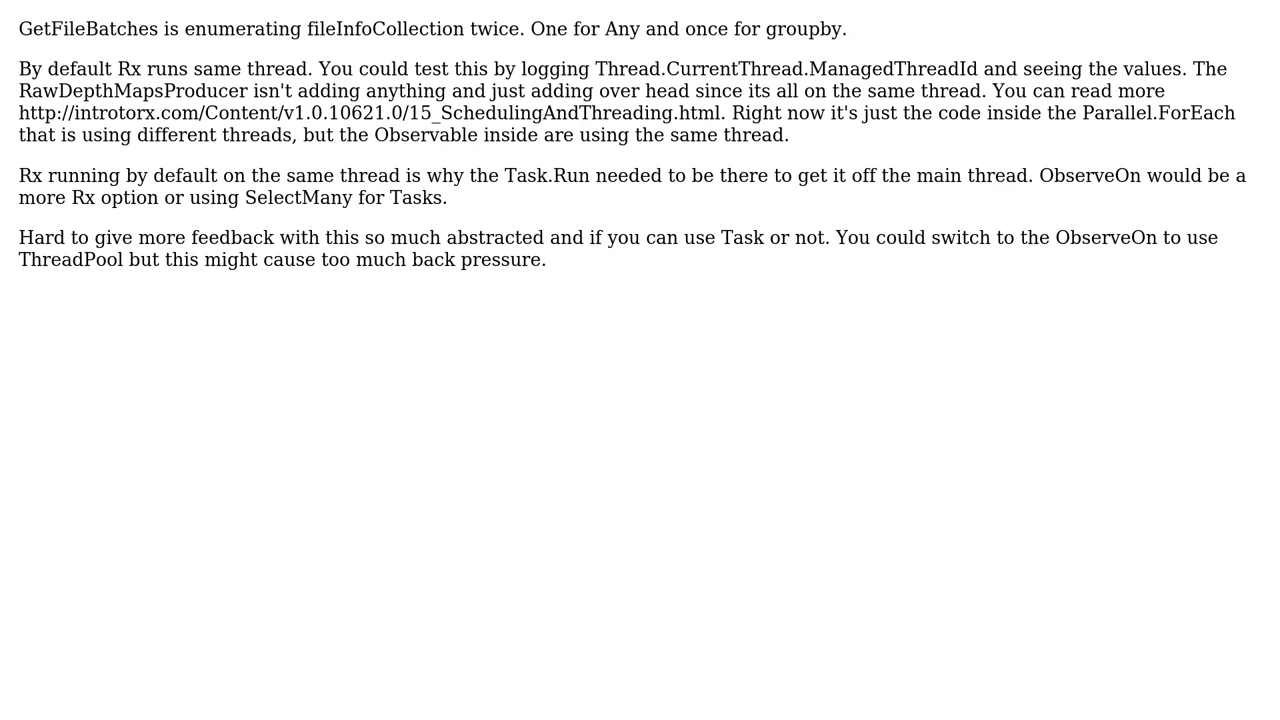 GetFileBatches is enumerating fileInfoCollection twice. One for Any and once for groupby.
By default Rx runs same thread. You could test this by logging Thread.CurrentThread.ManagedThreadId and seeing the values. The
RawDepthMapsProducer isn't adding anything and just adding over head since its all on the same thread. You can read more
http://introtorx.com/Content/v1.0.10621.0/15_SchedulingAndThreading.html. Right now it's just the code inside the Parallel.ForEach
that is using different threads, but the Observable inside are using the same thread.
Rx running by default on the same thread is why the Task.Run needed to be there to get it off the main thread. ObserveOn would be a
more Rx option or using SelectMany for Tasks.
Hard to give more feedback with this so much abstracted and if you can use Task or not. You could switch to the ObserveOn to use
ThreadPool but this might cause too much back pressure.